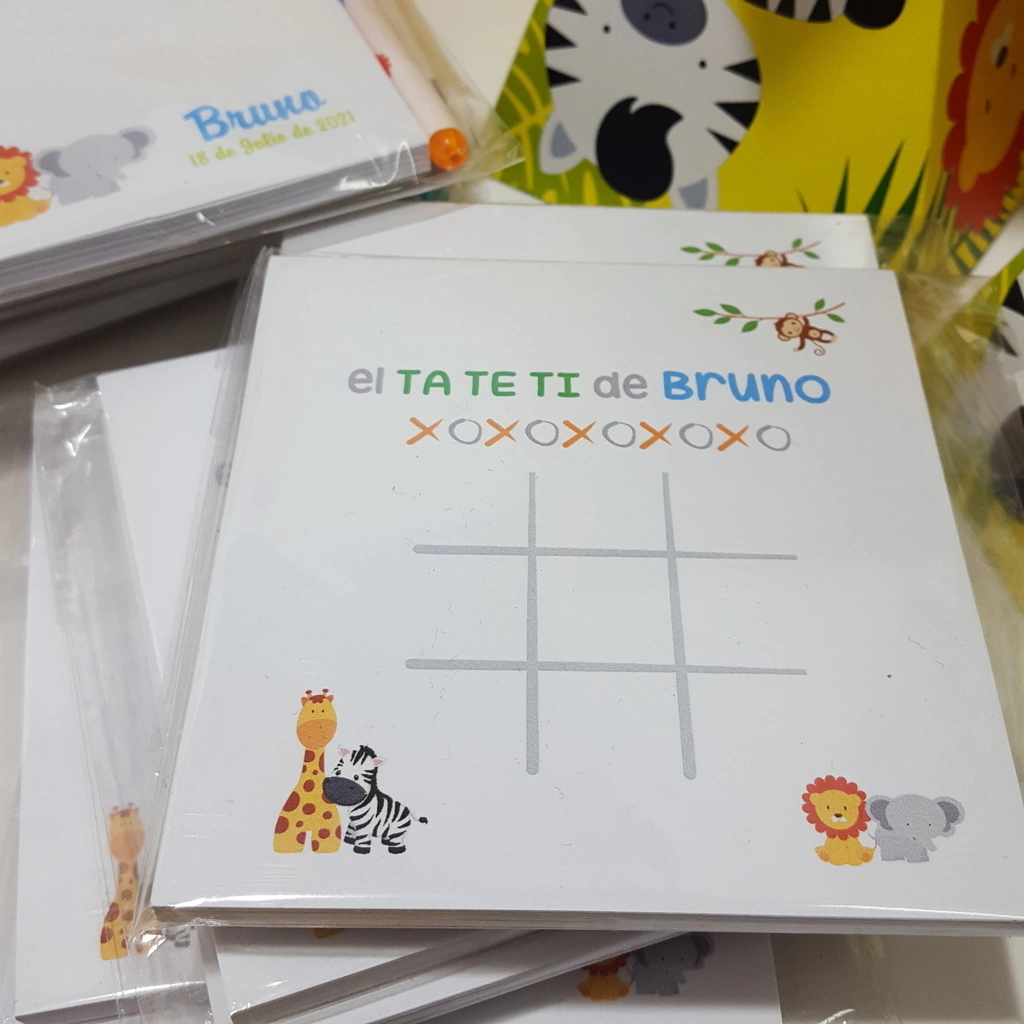 Bruno
18 de Julio de 2021
el TA TE TI de Bruno
XOXOXOXOXO